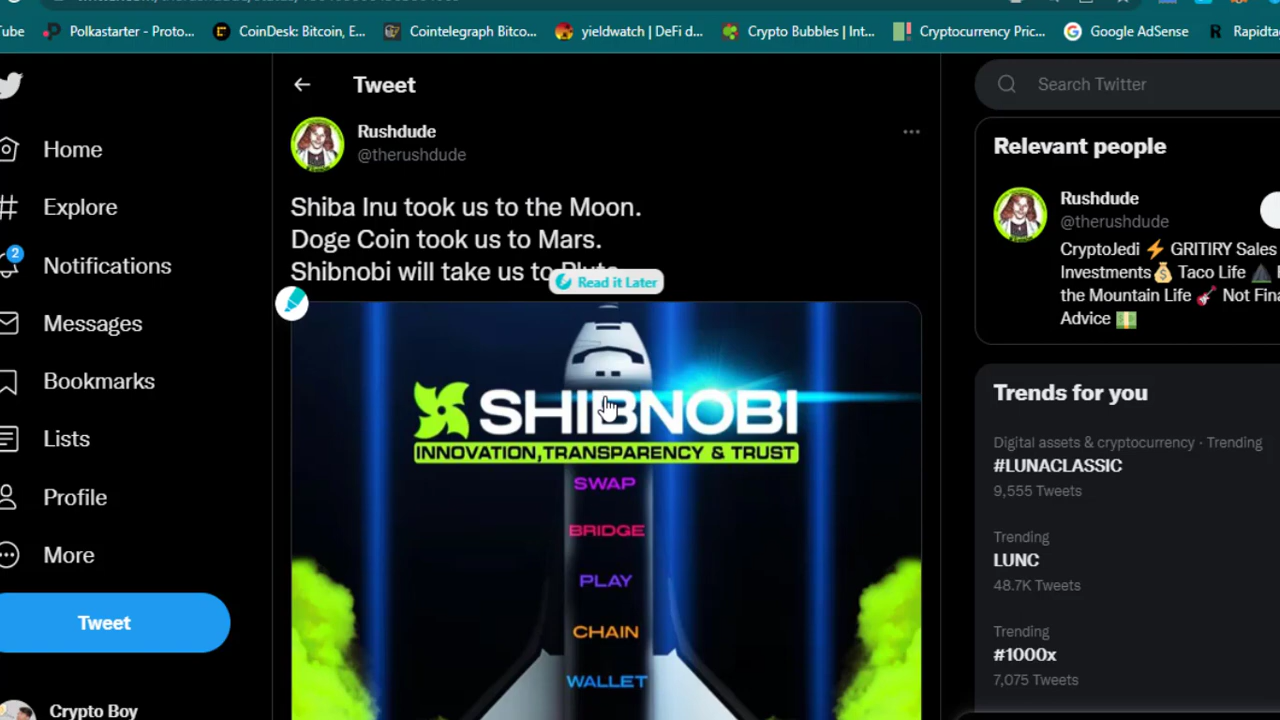 Polkastarter - Proto...
CoinDesk: Bitcoin, E...
Cointelegraph Bitco...
yieldwatch | DeFi d...
Crypto Bubbles | Int...
Cryptocurrency Pric...
Google AdSense
Home
Explore
2
Notifications
Messages
Bookmarks
Lists
Profile
More
Tweet
Crypto Boy
Tweet
Rushdude
@therushdude
Shiba Inu took us to the Moon.
Doge Coin took us to Mars.
Shibnobi will take us to
Read it Later
SHIBNOBI
INNOVATION,TRANSPARENCY & TRUST
SWAP
BRIDGE
PLAY
CHAIN
WALLET
Search Twitter
Relevant people
Rushdude
@therushdude
CryptoJedi ⚡ GRITIRY Sales
Investments💰 Taco Life
the Mountain Life 🎸 Not
Advice 💵
Trends for you
Digital assets & cryptocurrency · Trending
#LUNACLASSIC
9,555 Tweets
Trending
LUNC
48.7K Tweets
Trending
#1000x
7,075 Tweets